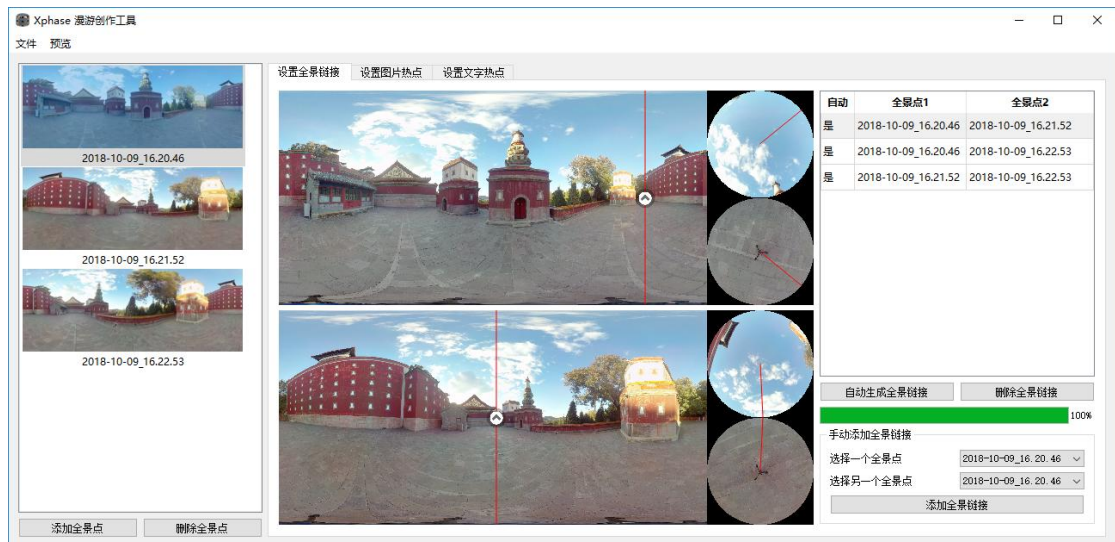 Xphase 漫游创作工具
文件 预览
2018-10-09_16.20.46
2018-10-09_16.21.52
2018-10-09_16.22.53
添加全景点 删除全景点
设置全景链接 设置图片热点 设置文字热点
自动 全景点1 全景点2
是 2018-10-09_16.20.46 2018-10-09_16.21.52
是 2018-10-09_16.20.46 2018-10-09_16.22.53
是 2018-10-09_16.21.52 2018-10-09_16.22.53
自动生成全景链接 删除全景链接
100%
手动添加全景链接
选择一个全景点 2018-10-09_16.20.46
选择另一个全景点 2018-10-09_16.20.46
添加全景链接